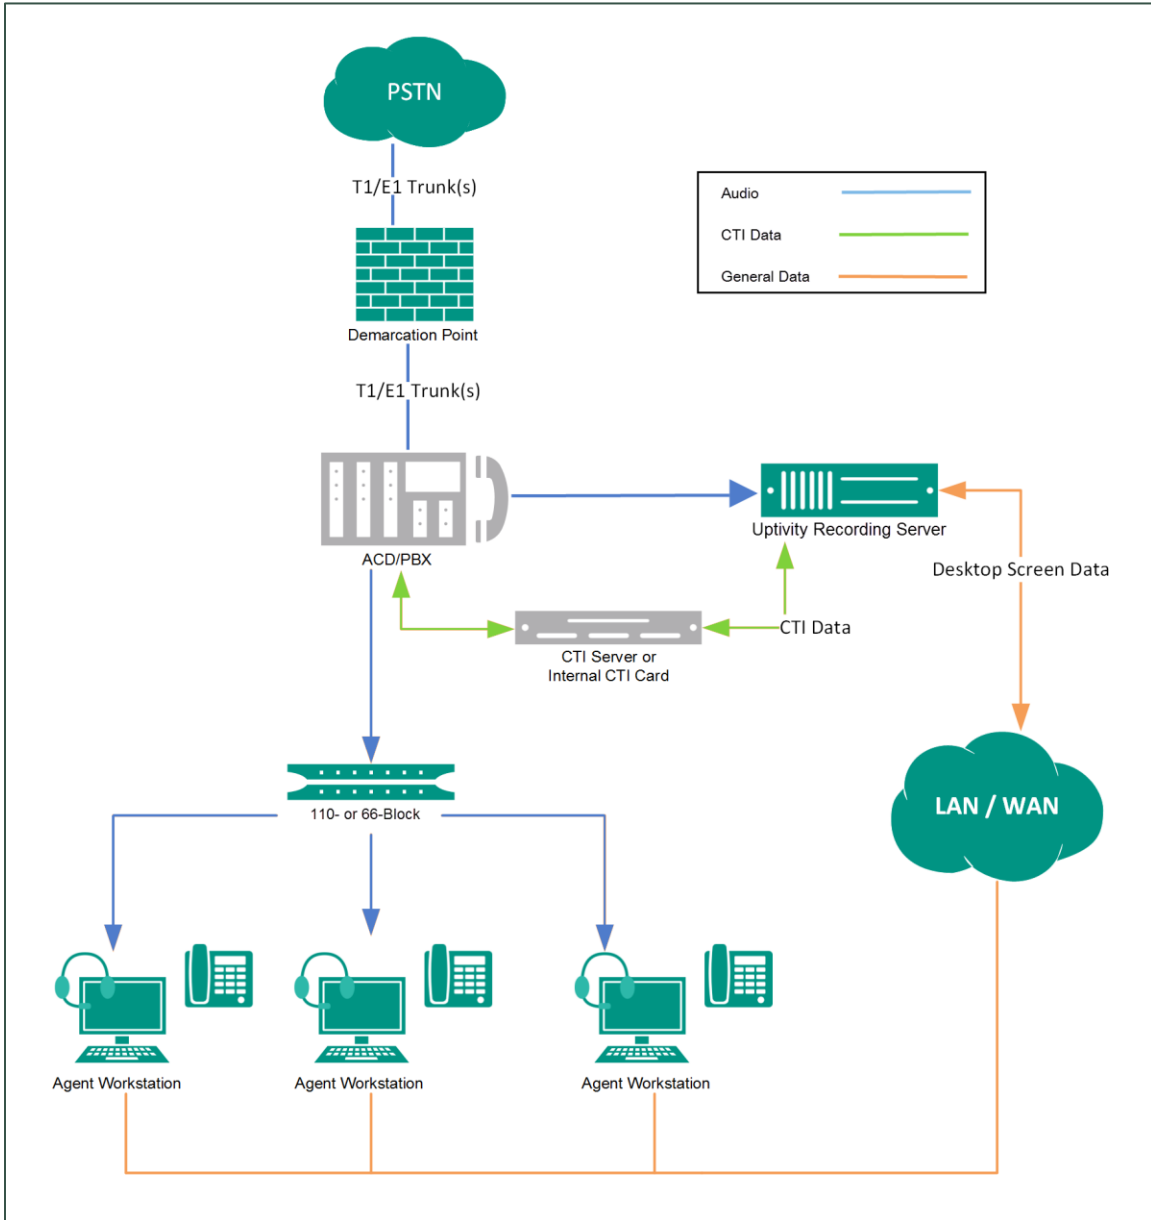 PSTN
T1/E1 Trunk(s)
Audio
CTI Data
General Data
Demarcation Point
T1/E1 Trunk(s)
ACD/PBX
Uptivity Recording Server
Desktop Screen Data
CTI Data
CTI Server or
Internal CTI Card
LAN / WAN
110- or 66-Block
Agent Workstation
Agent Workstation
Agent Workstation